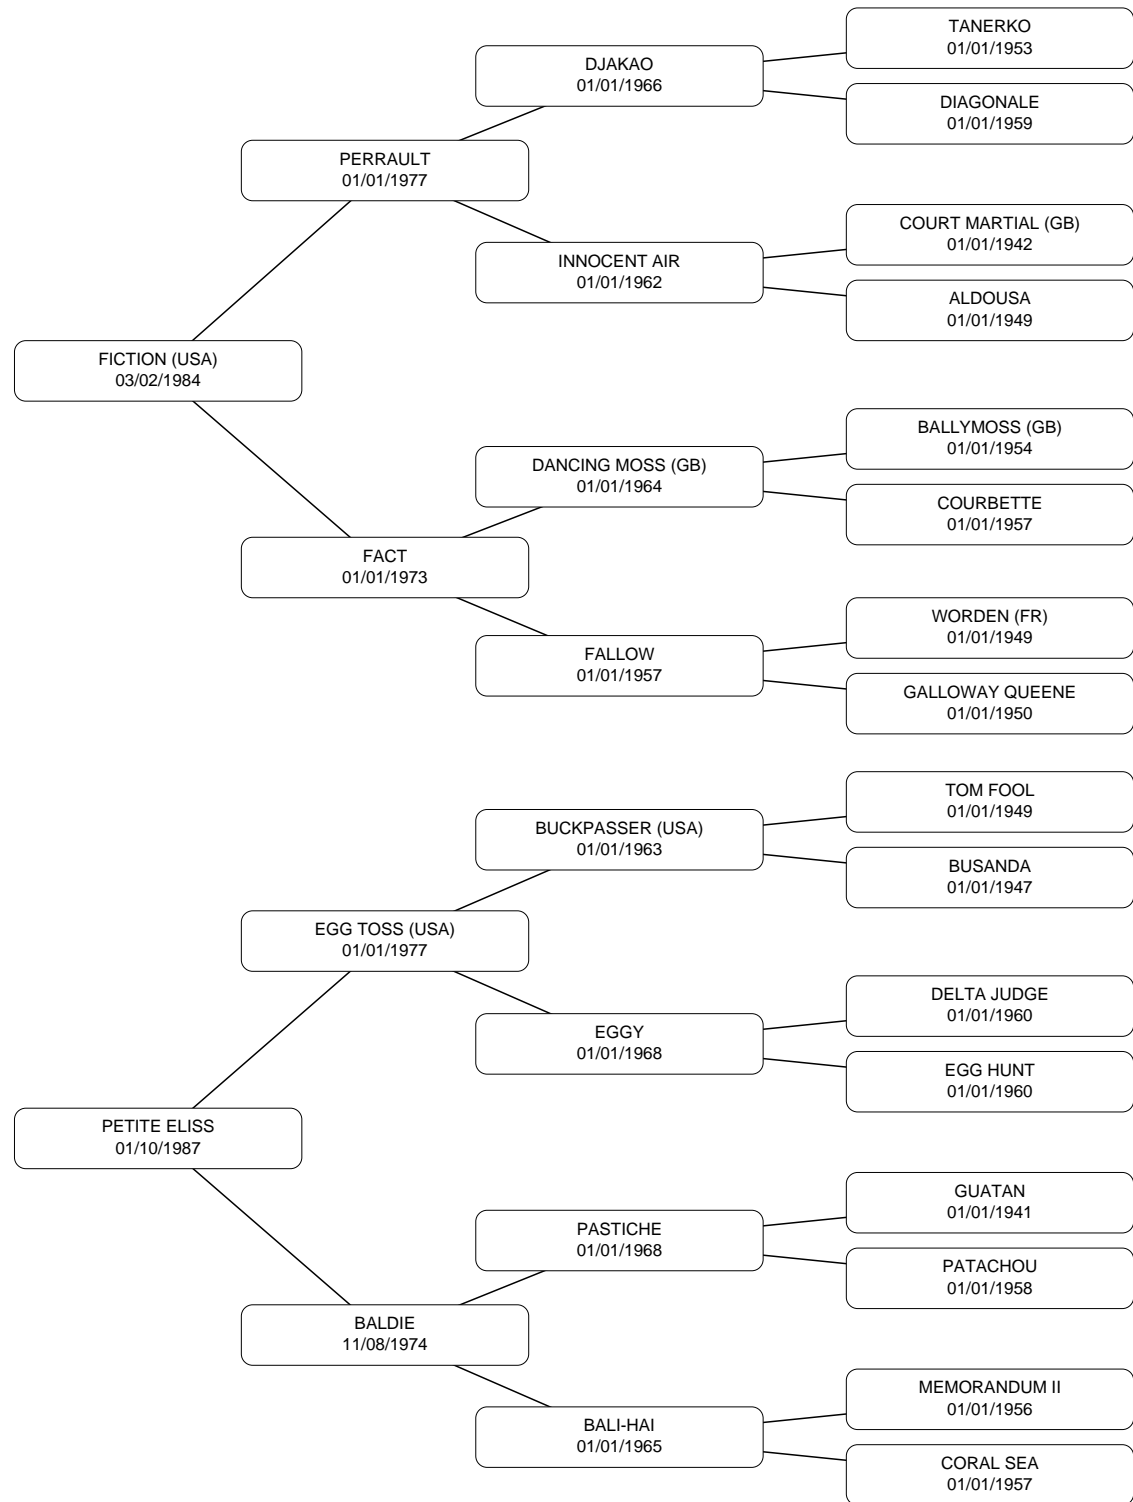 TANERKO
01/01/1953
DJAKAO
01/01/1966
DIAGONALE
01/01/1959
PERRAULT
01/01/1977
COURT MARTIAL (GB)
01/01/1942
INNOCENT AIR
01/01/1962
ALDOUSA
01/01/1949
FICTION (USA)
03/02/1984
BALLYMOSS (GB)
01/01/1954
DANCING MOSS (GB)
01/01/1964
COURBETTE
01/01/1957
FACT
01/01/1973
WORDEN (FR)
01/01/1949
FALLOW
01/01/1957
GALLOWAY QUEENE
01/01/1950
TOM FOOL
01/01/1949
BUCKPASSER (USA)
01/01/1963
BUSANDA
01/01/1947
EGG TOSS (USA)
01/01/1977
DELTA JUDGE
01/01/1960
EGGY
01/01/1968
EGG HUNT
01/01/1960
PETITE ELISS
01/10/1987
GUATAN
01/01/1941
PASTICHE
01/01/1968
PATACHOU
01/01/1958
BALDIE
11/08/1974
MEMORANDUM II
01/01/1956
BALI-HAI
01/01/1965
CORAL SEA
01/01/1957